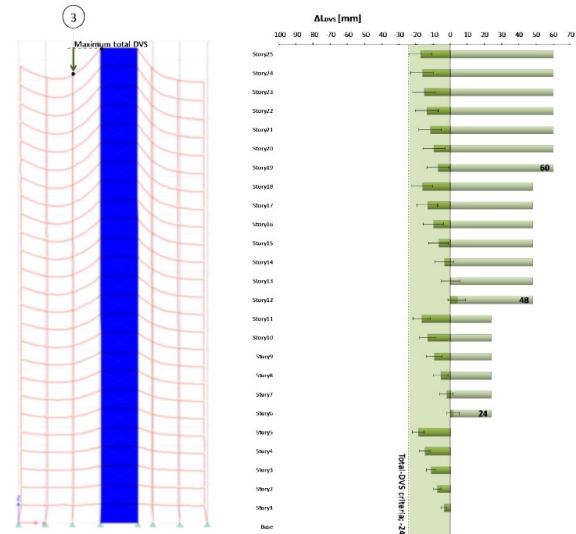 3
Maximum total DVS
ΔLDVS [mm]
-100 -90 -80 -70 -60 -50 -40 -30 -20 -10 0 10 20 30 40 50 60 70
Story25
Story24
Story23
Story22
Story21
Story20
Story19
60
Story18
Story17
Story16
Story15
Story14
Story13
Story12
48
Story11
Story10
Story9
Story8
Story7
Story6
24
Story5
Story4
Story3
Story2
Story1
Base
Total-DVS criteria; -24